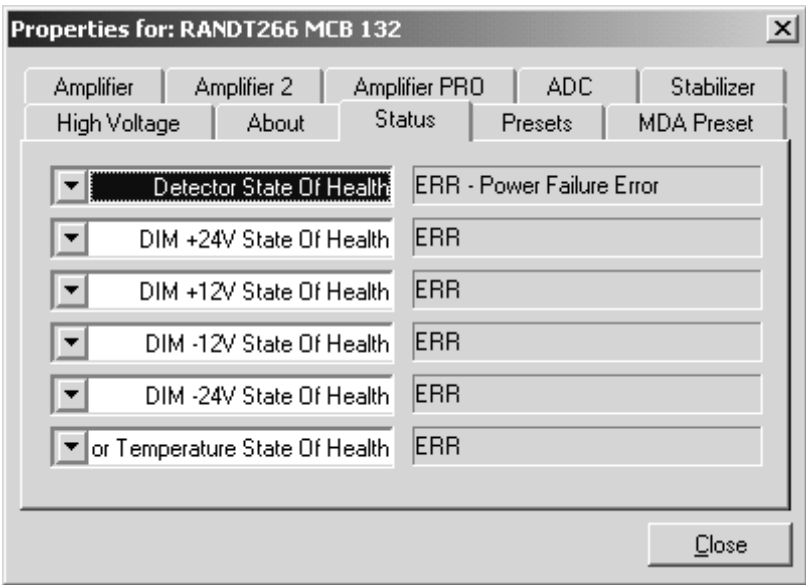 Properties for: RANDT266 MCB 132
Amplifier Amplifier 2 Amplifier PRO ADC Stabilizer
High Voltage About Status Presets MDA Preset
Detector State Of Health ERR - Power Failure Error
DIM +24V State Of Health ERR
DIM +12V State Of Health ERR
DIM -12V State Of Health ERR
DIM -24V State Of Health ERR
or Temperature State Of Health ERR
Close